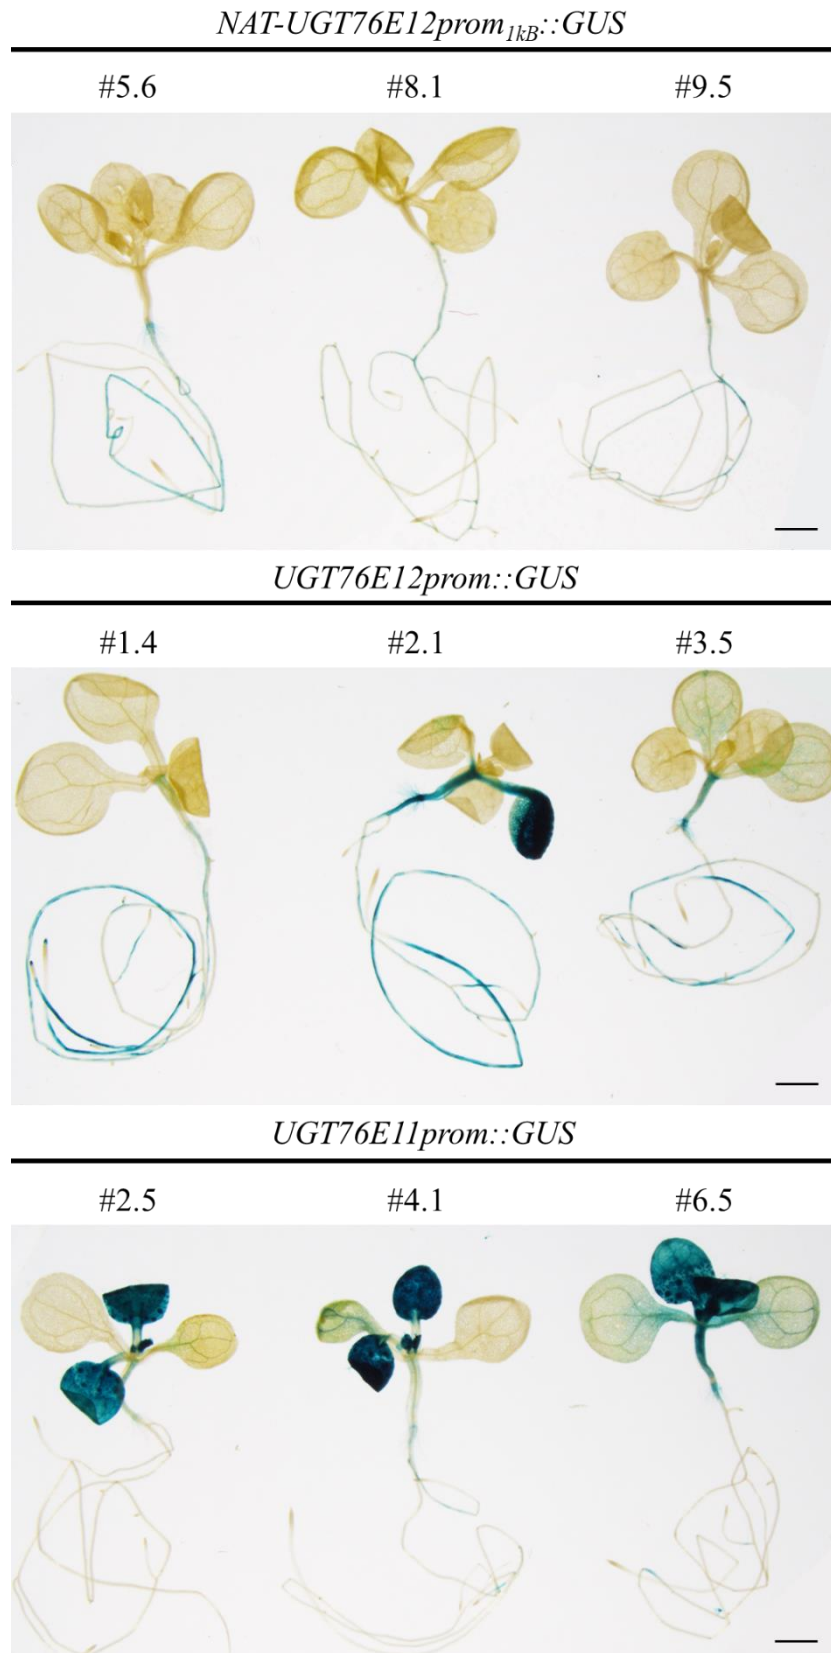 NAT-UGT76E12prom1kB::GUS
#5.6 #8.1 #9.5
UGT76E12prom::GUS
#1.4 #2.1 #3.5
UGT76E11prom::GUS
#2.5 #4.1 #6.5